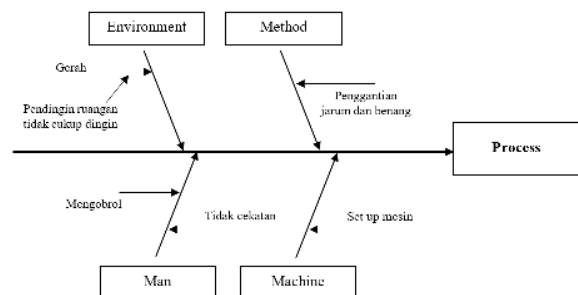 Environment
Method
Gerah
Pendingin ruangan
tidak cukup dingin
Penggantian
jarum dan benang
Process
Mengobrol
Tidak cekatan
Set up mesin
Man
Machine